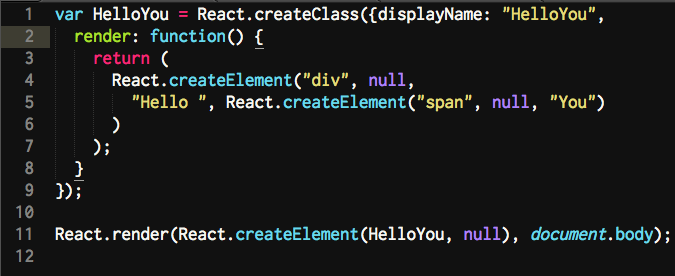 1 var HelloYou = React.createClass({displayName: "HelloYou",
2   render: function() {
3     return (
4       React.createElement("div", null,
5         "Hello ", React.createElement("span", null, "You")
6       )
7     );
8   }
9 });
10
11 React.render(React.createElement(HelloYou, null), document.body);
12